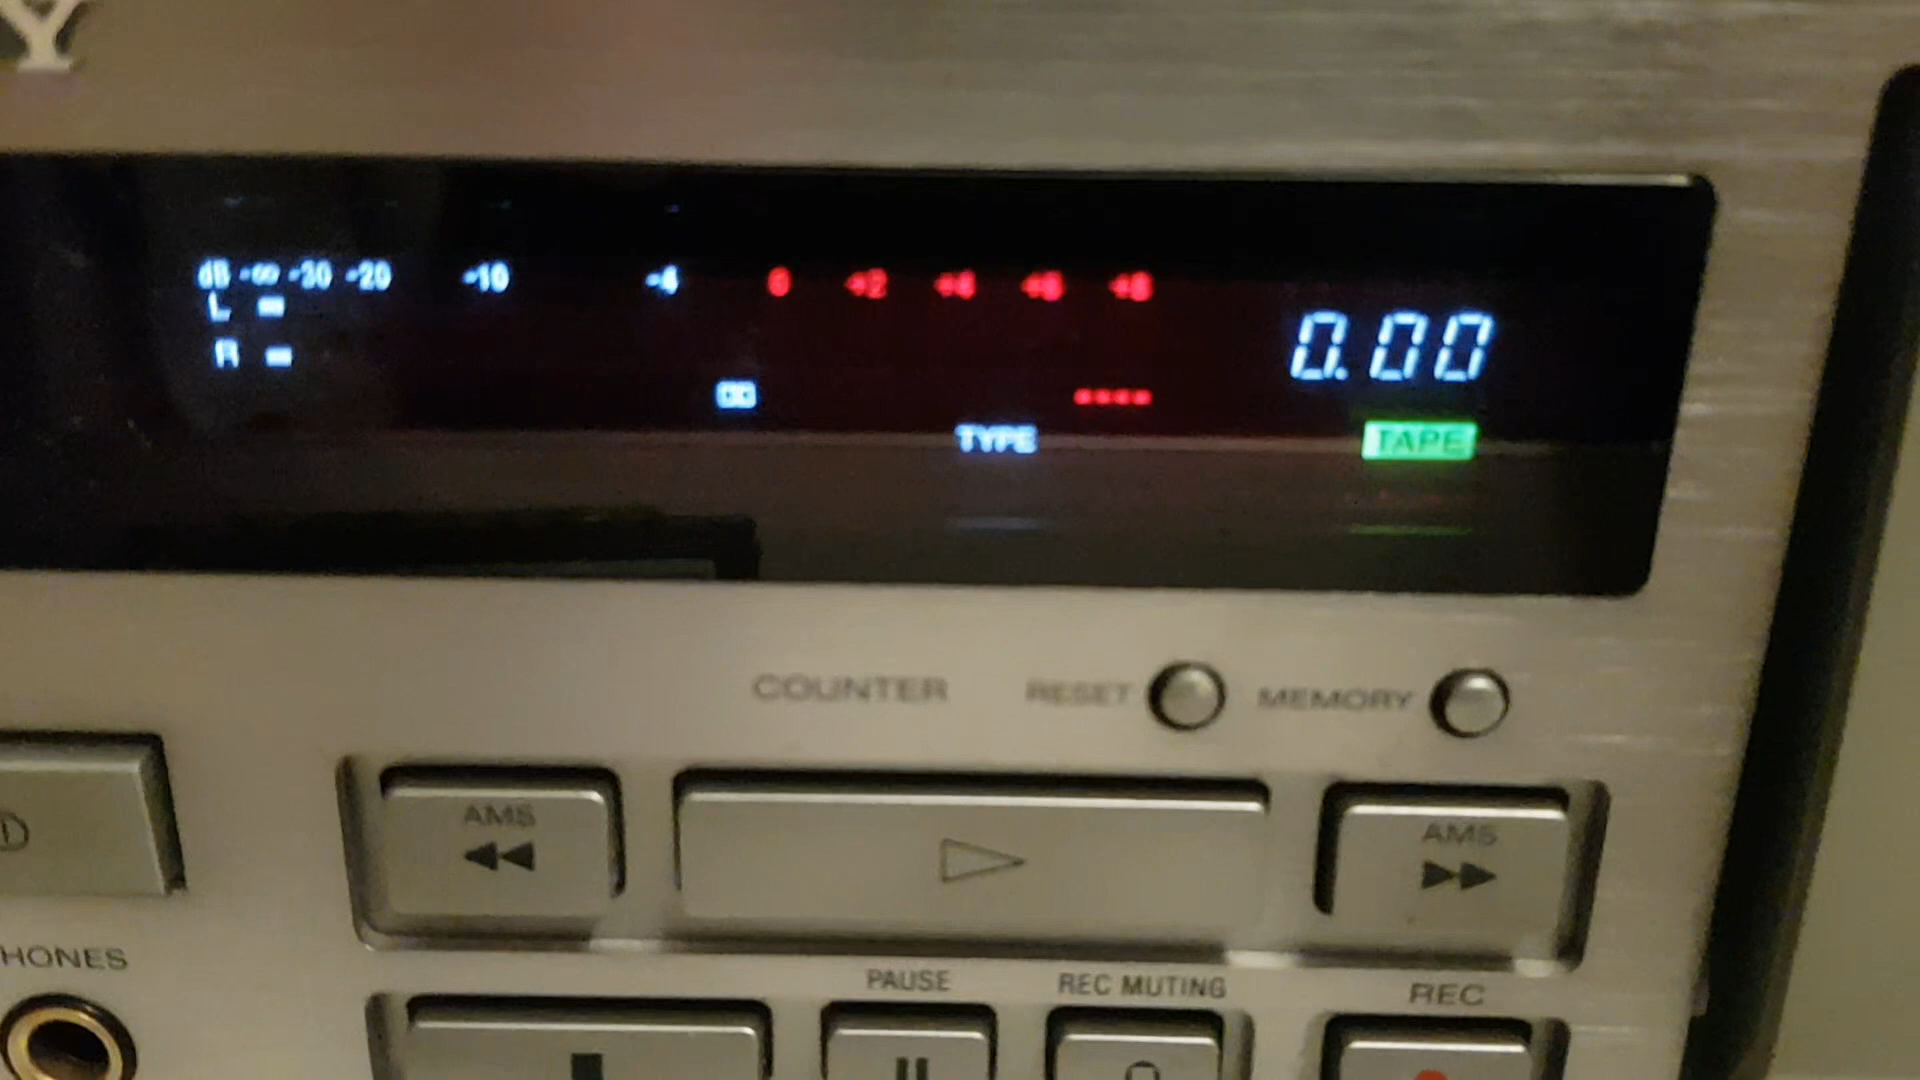 Y
dB -∞ -30 -20 -10 -4 0 +2 +4 +6 +8
L
R
0.00
TYPE
TAPE
COUNTER RESET MEMORY
AMS
AMS
HONES
PAUSE
REC MUTING
REC